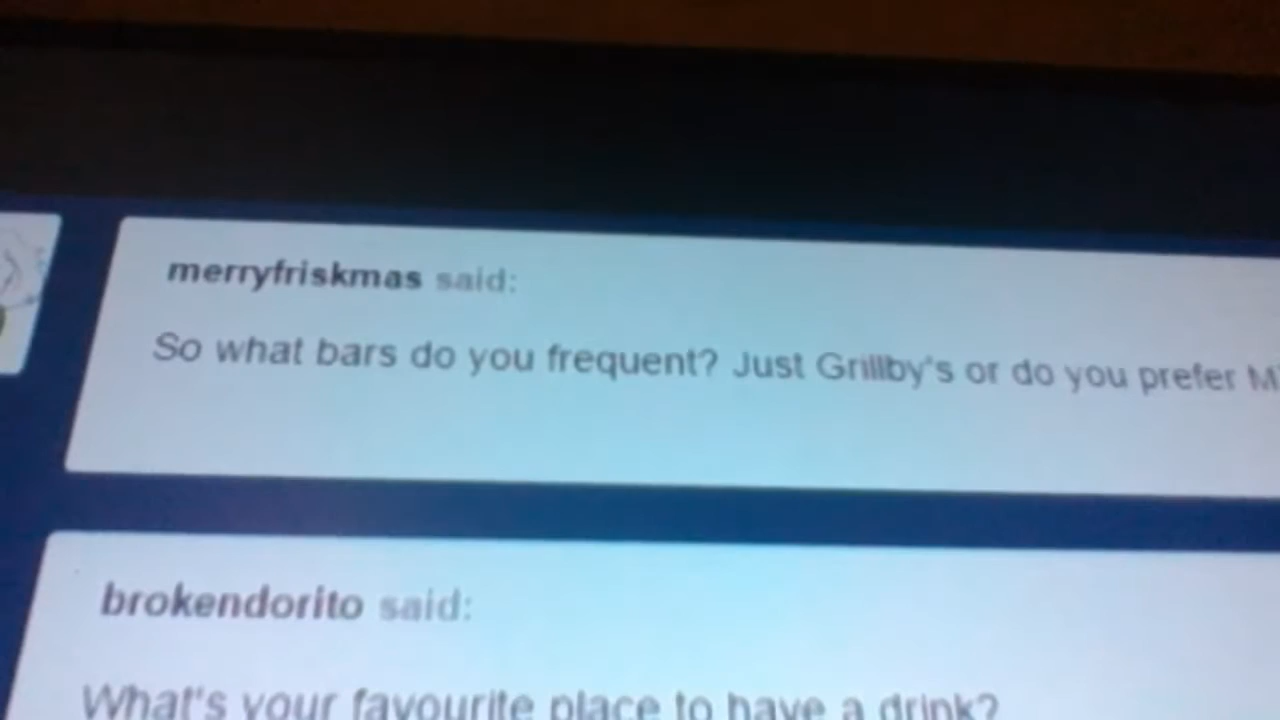 merryfriskmas said:
So what bars do you frequent? Just Grillby's or do you prefer
brokendorito said:
What's your favourite place to have a drink?